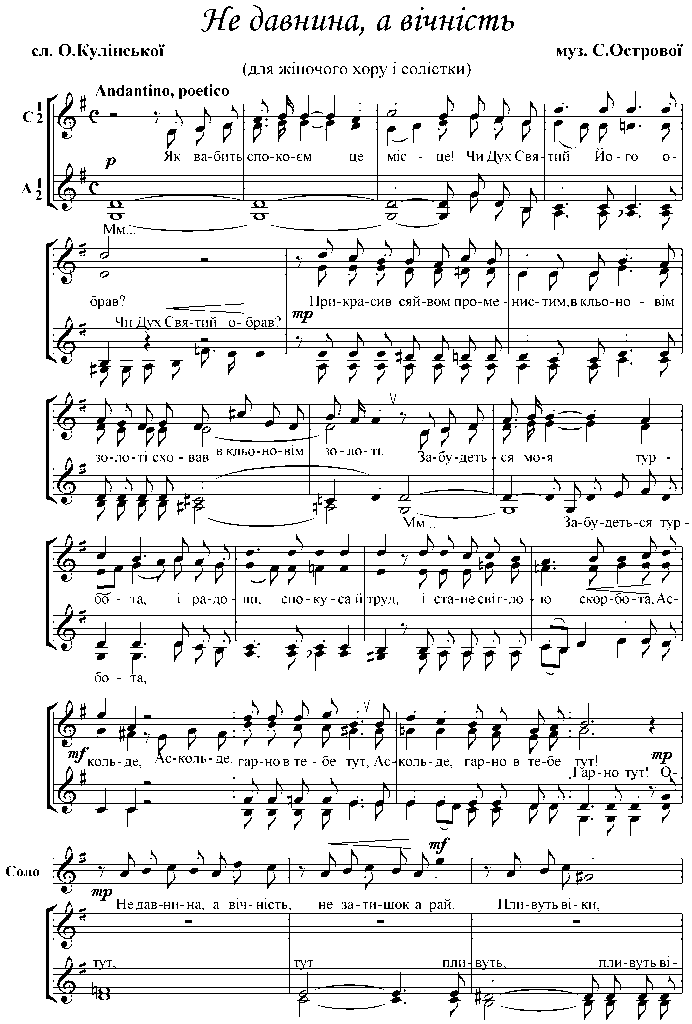 Не давнина, а вічність
сл. О.Кулінської муз. С.Острової
(для жіночого хору і солістки)
Andantino, poetico
С 1 2
p
Як ва-бить спо-ко-єм це міс - це! Чи Дух Свя-тий Йо-го о-
А 1 2
Мм...
брав? При-кра-сив сяй-вом про-ме-нис-тим, в кльо-но-вім
Чи Дух Свя-тий о-брав? mp
зо-ло-ті схо-вав в кльо-но-вім зо-ло-ті. За-бу-деть-ся мо-я тур-
Мм... За-бу-деть-ся тур-
бо-та, і ра-до-щі, спо-ку-са й труд, і ста-не світ-ло-ю скор-бо-та, Ас-
бо-та,
mf коль-де, Ас-коль-де, гар-но в те-бе тут, Ас-коль-де, гар-но в те-бе тут! mp
Гар-но тут! О-
Соло
mp mf
Не дав-ни-на, а віч-ність, не за-ти-шок а рай. Пли-вуть ві-ки,
тут, тут пли-вуть, пли-вуть ві-